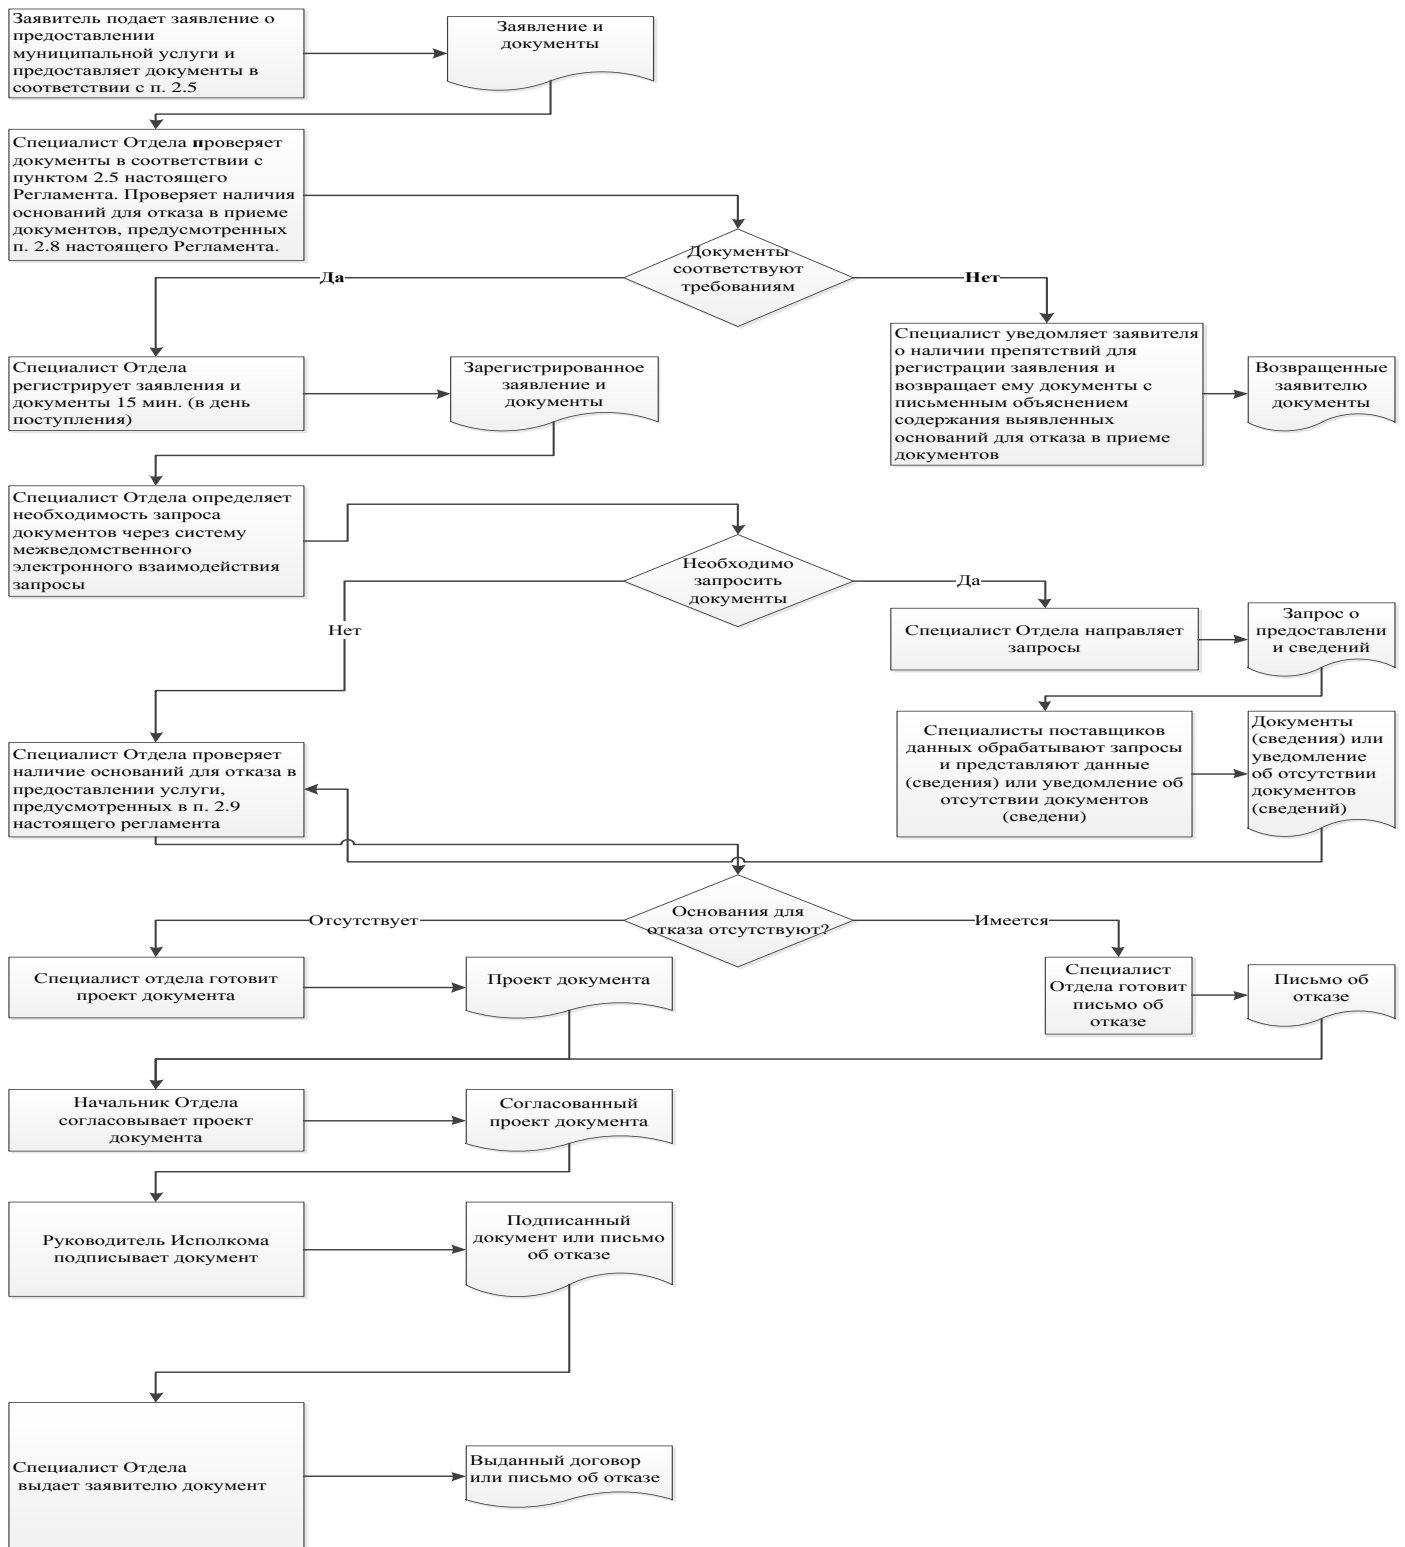 Заявитель подает заявление о
предоставлении
муниципальной услуги и
предоставляет документы в
соответствии с п. 2.5
Заявление и
документы
Специалист Отдела проверяет
документы в соответствии с
пунктом 2.5 настоящего
Регламента. Проверяет наличия
оснований для отказа в приеме
документов, предусмотренных
п. 2.8 настоящего Регламента.
Документы
соответствуют
требованиям
Да
Нет
Специалист Отдела
регистрирует заявления и
документы 15 мин. (в день
поступления)
Зарегистрированное
заявление и
документы
Специалист уведомляет заявителя
о наличии препятствий для
регистрации заявления и
возвращает ему документы с
письменным объяснением
содержания выявленных
оснований для отказа в приеме
документов
Возвращенные
заявителю
документы
Специалист Отдела определяет
необходимость запроса
документов через систему
межведомственного
электронного взаимодействия
запросы
Необходимо
запросить
документы
Да
Нет
Специалист Отдела направляет
запросы
Запрос о
предоставлени
и сведений
Специалист Отдела проверяет
наличие оснований для отказа в
предоставлении услуги,
предусмотренных в п. 2.9
настоящего регламента
Специалисты поставщиков
данных обрабатывают запросы
и представляют данные
(сведения) или уведомление об
отсутствии документов
(сведени)
Документы
(сведения) или
уведомление
об отсутствии
документов
(сведений)
Основания для
отказа отсутствуют?
Отсутствует
Имеется
Специалист отдела готовит
проект документа
Проект документа
Специалист
Отдела готовит
письмо об
отказе
Письмо об
отказе
Начальник Отдела
согласовывает проект
документа
Согласованный
проект документа
Руководитель Исполкома
подписывает документ
Подписанный
документ или письмо
об отказе
Специалист Отдела
выдает заявителю документ
Выданный договор
или письмо об отказе